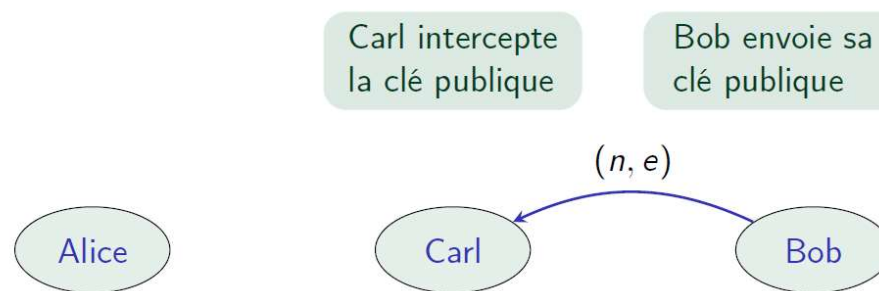 Carl intercepte
la clé publique
Bob envoie sa
clé publique
(n, e)
Alice
Carl
Bob